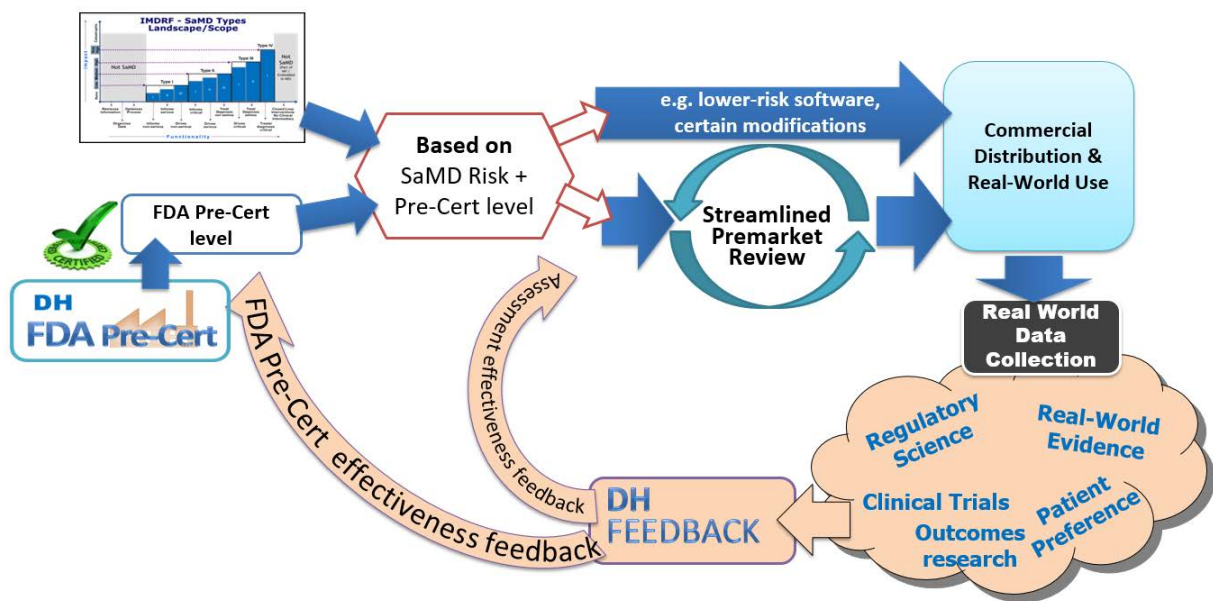 IMDRF - SaMD Types
Landscape/Scope
Not SaMD
Type I
Type II
Type III
Type IV
Not
SaMD
Functionality
e.g. lower-risk software,
certain modifications
Commercial
Distribution &
Real-World Use
Based on
SaMD Risk +
Pre-Cert level
Streamlined
Premarket
Review
FDA Pre-Cert
level
CERTIFIED
DH
FDA Pre-Cert
FDA Pre-Cert effectiveness feedback
Assessment effectiveness feedback
Real World
Data
Collection
Regulatory
Science
Real-World
Evidence
Clinical Trials
Patient
Preference
Outcomes
research
DH
FEEDBACK